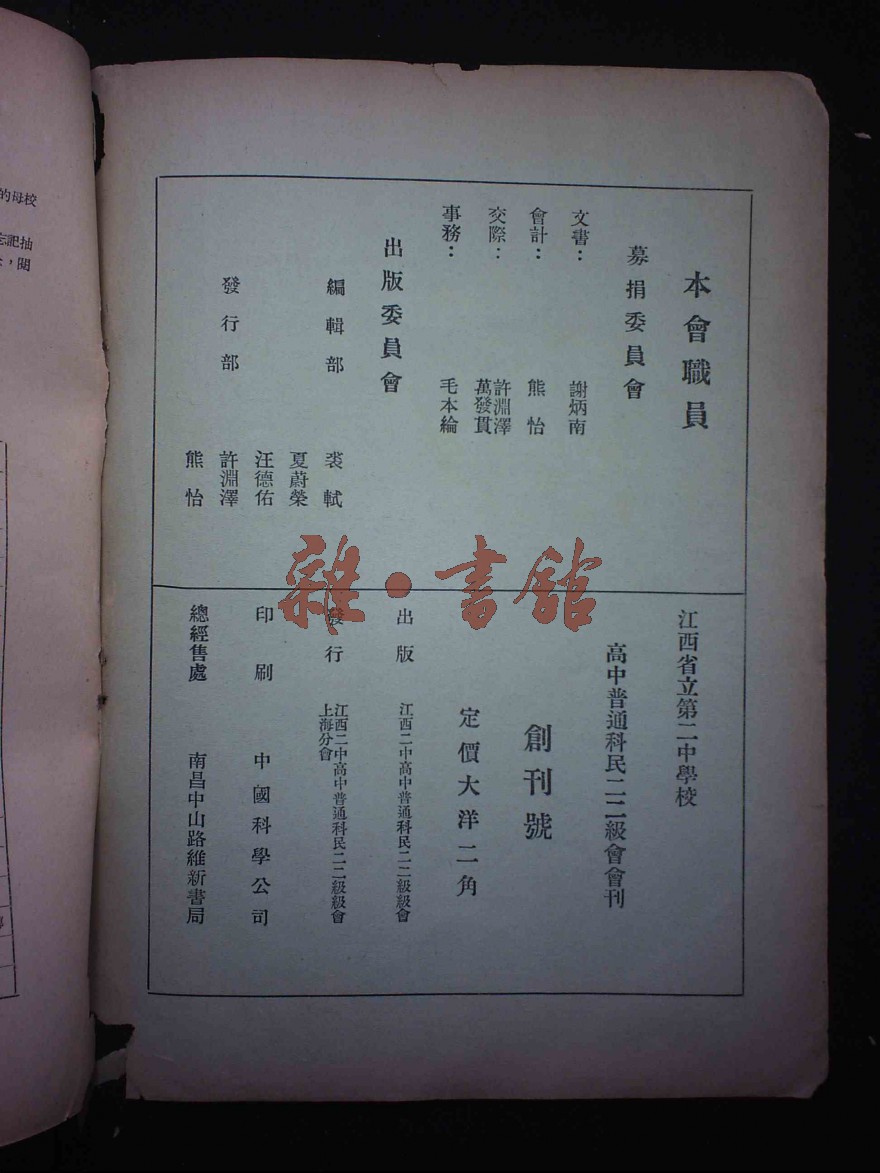 本會職員
募捐委員會
文書：　謝炳南
會計：　熊怡
交際：　許淵澤
萬發貫
事務：　毛本綸
出版委員會
編輯部　裘軾
夏蔚榮
汪德佑
發行部　許淵澤
熊怡
江西省立第二中學校
高中普通科民二二級會會刊
創刊號
定價大洋二角
出版　江西二中高中普通科民二二級級會
發行　江西二中高中普通科民二二級級會
上海分會
印刷　中國科學公司
總經售處　南昌中山路維新書局
雜·書館
的母校
忘記抽
，閱